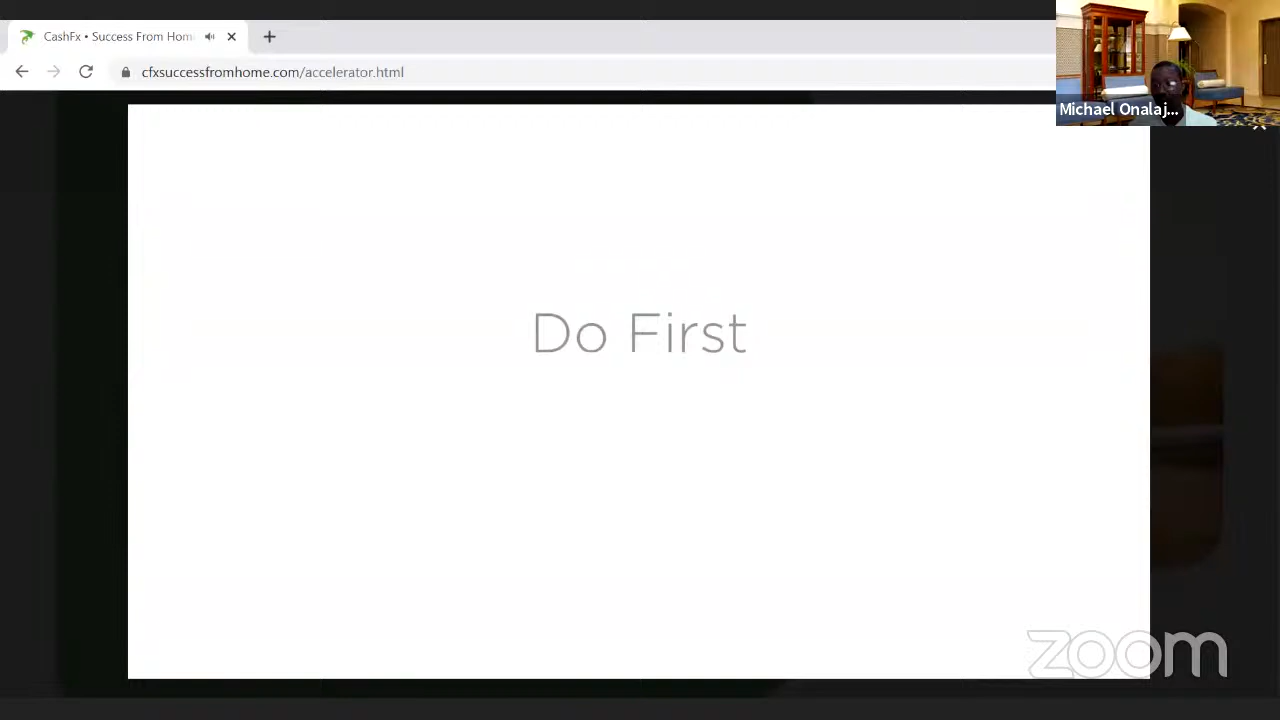 CashFx • Success From Hom
cfxsuccessfromhome.com/accelerator.html
Michael Onalaj...
Do First
zoom